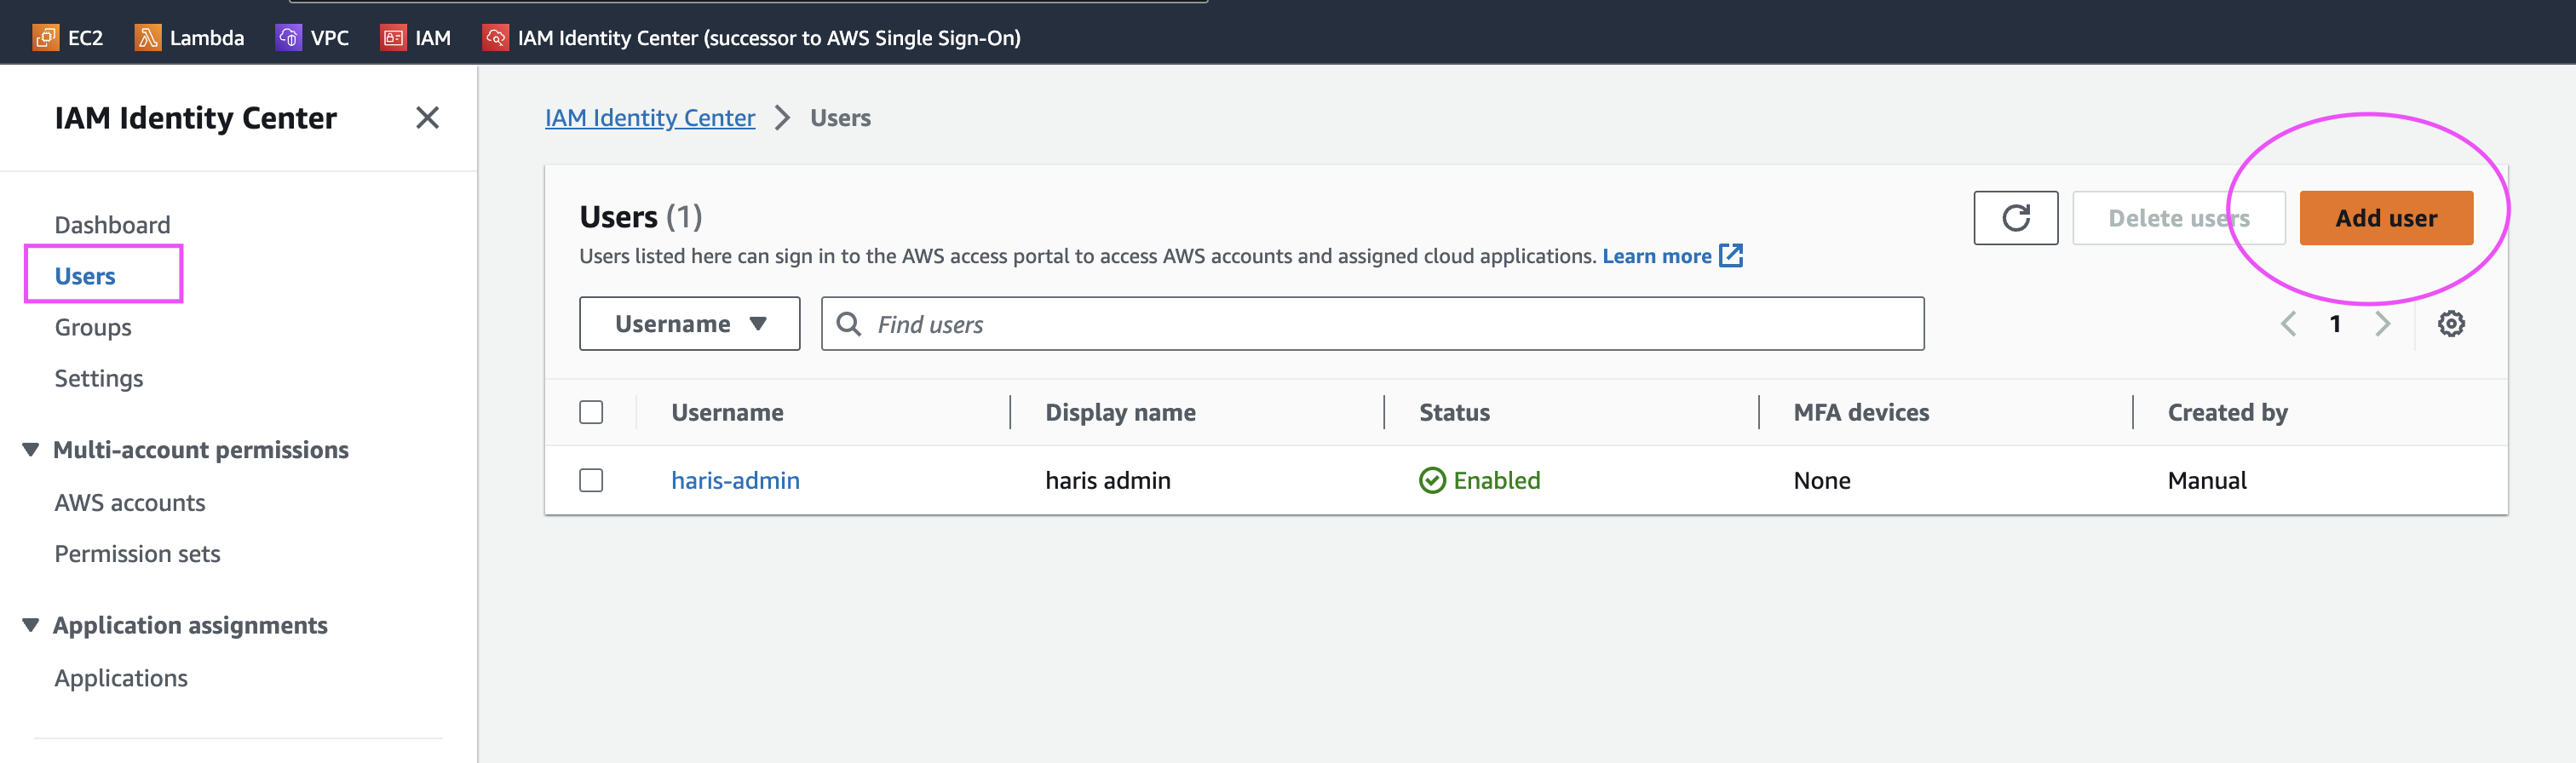 EC2 Lambda VPC IAM IAM Identity Center (successor to AWS Single Sign-On)
IAM Identity Center
Dashboard
Users
Groups
Settings
Multi-account permissions
AWS accounts
Permission sets
Application assignments
Applications
IAM Identity Center > Users
Users (1)
Users listed here can sign in to the AWS access portal to access AWS accounts and assigned cloud applications. Learn more
Delete users
Add user
Username
Find users
1
Username Display name Status MFA devices Created by
haris-admin haris admin Enabled None Manual